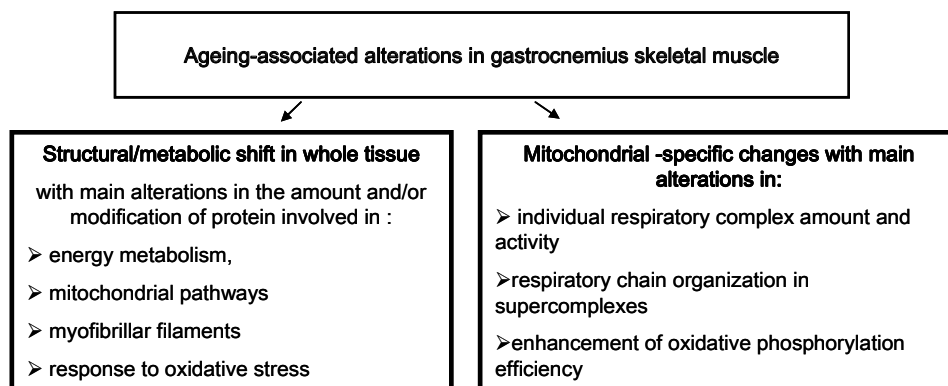 Ageing-associated alterations in gastrocnemius skeletal muscle
Structural/metabolic shift in whole tissue
with main alterations in the amount and/or
modification of protein involved in :
➢ energy metabolism,
➢ mitochondrial pathways
➢ myofibrillar filaments
➢ response to oxidative stress
Mitochondrial -specific changes with main
alterations in:
➢ individual respiratory complex amount and
activity
➢respiratory chain organization in
supercomplexes
➢enhancement of oxidative phosphorylation
efficiency